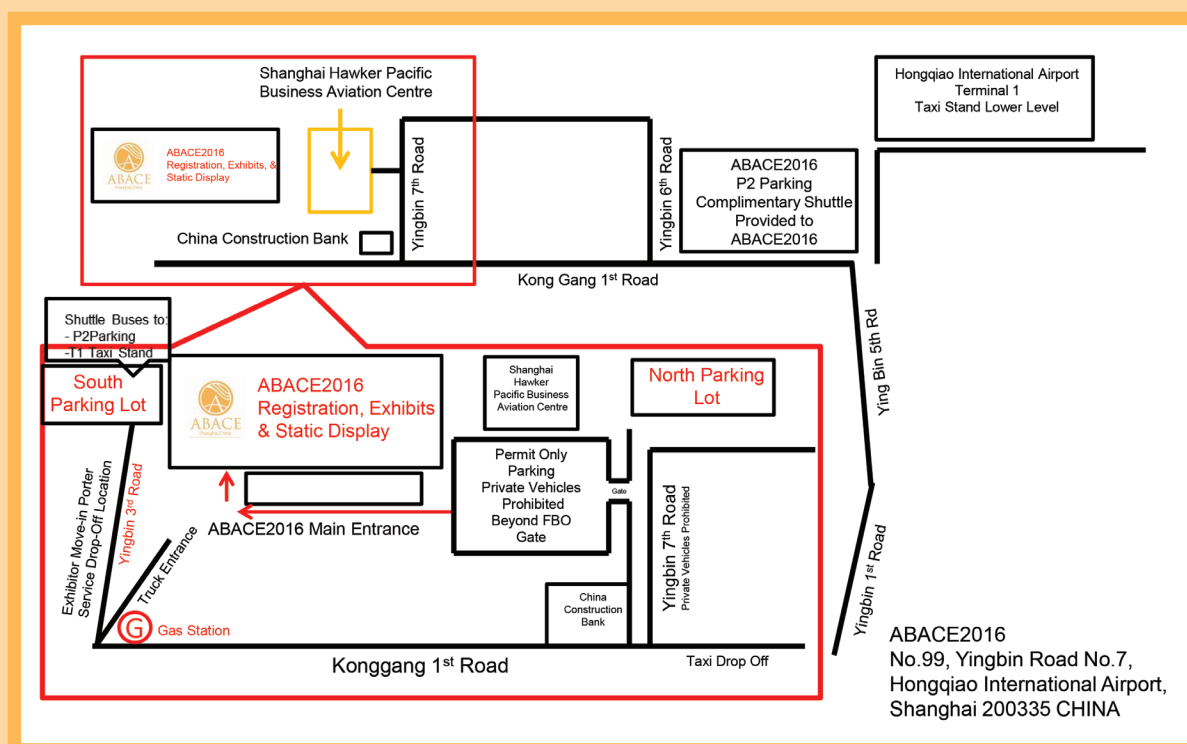 Shanghai Hawker Pacific
Business Aviation Centre
Hongqiao International Airport
Terminal 1
Taxi Stand Lower Level
ABACE
ABACE2016
Registration, Exhibits, &
Static Display
Yingbin 7th Road
Yingbin 6th Road
ABACE2016
P2 Parking
Complimentary Shuttle
Provided to
ABACE2016
China Construction Bank
Kong Gang 1st Road
Ying Bin 5th Rd
Yingbin 1st Road
Shuttle Buses to:
- P2Parking
-T1 Taxi Stand
South
Parking Lot
ABACE
Shanghai China
ABACE2016
Registration, Exhibits
& Static Display
Shanghai
Hawker
Pacific Business
Aviation Centre
North Parking
Lot
Permit Only
Parking
Private Vehicles
Prohibited
Beyond FBO
Gate
Gate
Yingbin 7th Road
Private Vehicles Prohibited
ABACE2016 Main Entrance
Exhibitor Move-in Porter
Service Drop-Off Location
Yingbin 3rd Road
Truck Entrance
G
Gas Station
China
Construction
Bank
Konggang 1st Road
Taxi Drop Off
ABACE2016
No.99, Yingbin Road No.7,
Hongqiao International Airport,
Shanghai 200335 CHINA